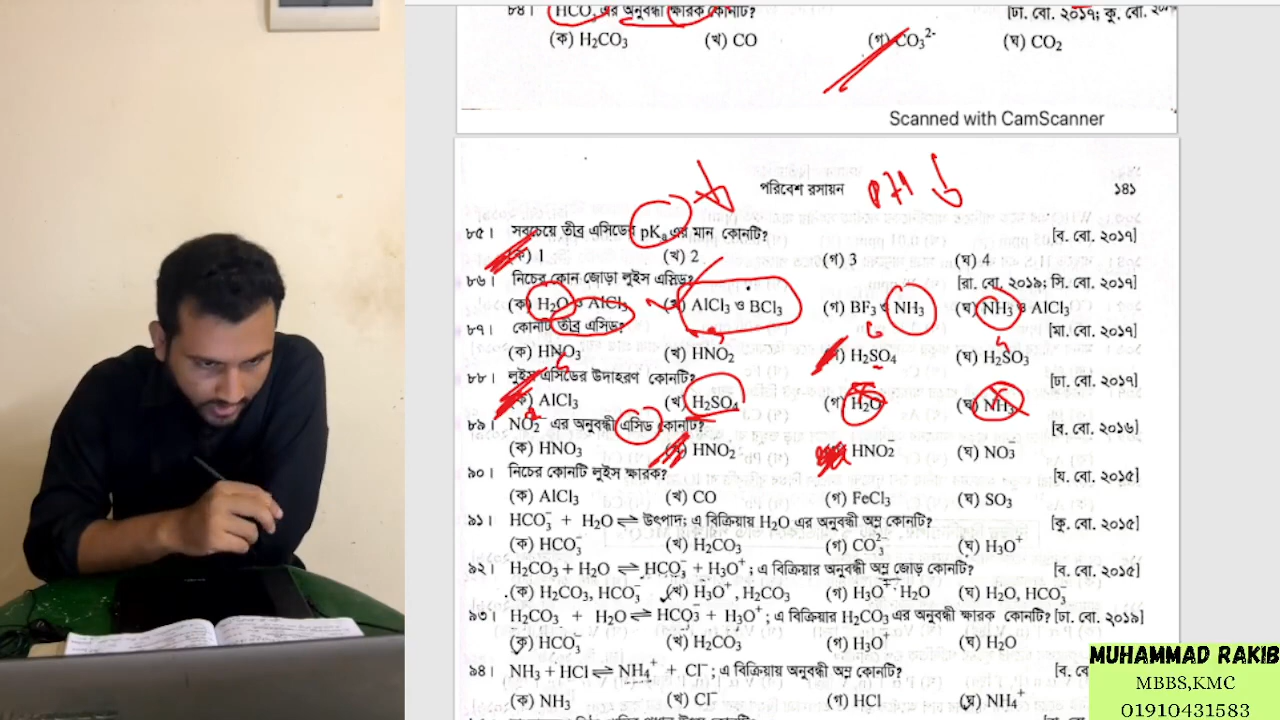 ৮৪। HCO₃ এর অনুবন্ধী ক্ষারক কোনটি? [ঢা. বো. ২০১৭; কু. বো.
(ক) H₂CO₃ (খ) CO (গ) CO₃²⁻ (ঘ) CO₂
Scanned with CamScanner
পরিবেশ রসায়ন pH ১৪১
৮৫। সবচেয়ে তীব্র এসিডের pKₐ এর মান কোনটি? [ব. বো. ২০১৭]
(ক) 1 (খ) 2 (গ) 3 (ঘ) 4
৮৬। নিচের কোন জোড়া লুইস এসিড? [রা. বো. ২০১৯; সি. বো. ২০১৭]
(ক) H₂O ও AlCl₃ (খ) AlCl₃ ও BCl₃ (গ) BF₃ ও NH₃ (ঘ) NH₃ ও AlCl₃
৮৭। কোনটি তীব্র এসিড? [মা. বো. ২০১৭]
(ক) HNO₃ (খ) HNO₂ (গ) H₂SO₄ (ঘ) H₂SO₃
৮৮। লুইস এসিডের উদাহরণ কোনটি? [ঢা. বো. ২০১৭]
(ক) AlCl₃ (খ) H₂SO₄ (গ) H₂O (ঘ) NH₃
৮৯। NO₂⁻ এর অনুবন্ধী এসিড কোনটি? [ব. বো. ২০১৬]
(ক) HNO₃ (খ) HNO₂ (গ) HNO₂⁻ (ঘ) NO₃⁻
৯০। নিচের কোনটি লুইস ক্ষারক? [য. বো. ২০১৫]
(ক) AlCl₃ (খ) CO (গ) FeCl₃ (ঘ) SO₃
৯১। HCO₃⁻ + H₂O ⇌ উৎপাদ; এ বিক্রিয়ায় H₂O এর অনুবন্ধী অম্ল কোনটি? [কু. বো. ২০১৫]
(ক) HCO₃⁻ (খ) H₂CO₃ (গ) CO₃²⁻ (ঘ) H₃O⁺
৯২। H₂CO₃ + H₂O ⇌ HCO₃⁻ + H₃O⁺; এ বিক্রিয়ার অনুবন্ধী অম্ল জোড় কোনটি? [ব. বো. ২০১৫]
(ক) H₂CO₃, HCO₃⁻ (খ) H₃O⁺, H₂CO₃ (গ) H₃O⁺, H₂O (ঘ) H₂O, HCO₃⁻
৯৩। H₂CO₃ + H₂O ⇌ HCO₃⁻ + H₃O⁺; এ বিক্রিয়ার H₂CO₃ এর অনুবন্ধী ক্ষারক কোনটি? [ঢা. বো. ২০১৯]
(ক) HCO₃⁻ (খ) H₂CO₃ (গ) H₃O⁺ (ঘ) H₂O
৯৪। NH₃ + HCl ⇌ NH₄⁺ + Cl⁻; এ বিক্রিয়ায় অনুবন্ধী অম্ল কোনটি? [ব.
(ক) NH₃ (খ) Cl⁻ (গ) HCl (ঘ) NH₄⁺
MUHAMMAD RAKIB
MBBS,KMC
01910431583